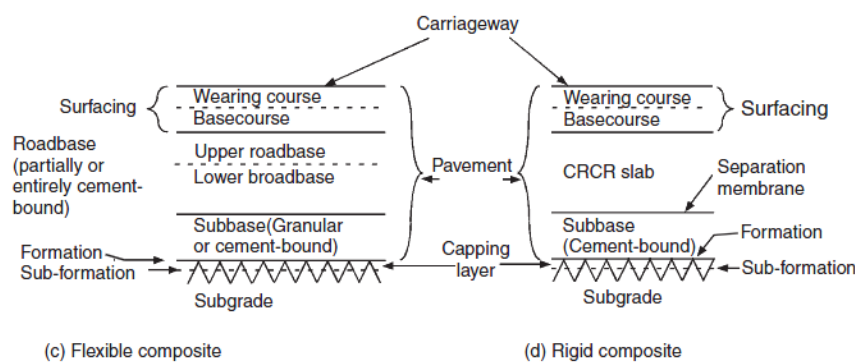 Carriageway
Surfacing
Wearing course
Basecourse
Roadbase
(partially or
entirely cement-
bound)
Upper roadbase
Lower broadbase
Subbase(Granular
or cement-bound)
Formation
Sub-formation
Subgrade
Pavement
Capping
layer
Wearing course
Basecourse
Surfacing
CRCR slab
Separation
membrane
Subbase
(Cement-bound)
Formation
Sub-formation
Subgrade
(c) Flexible composite
(d) Rigid composite